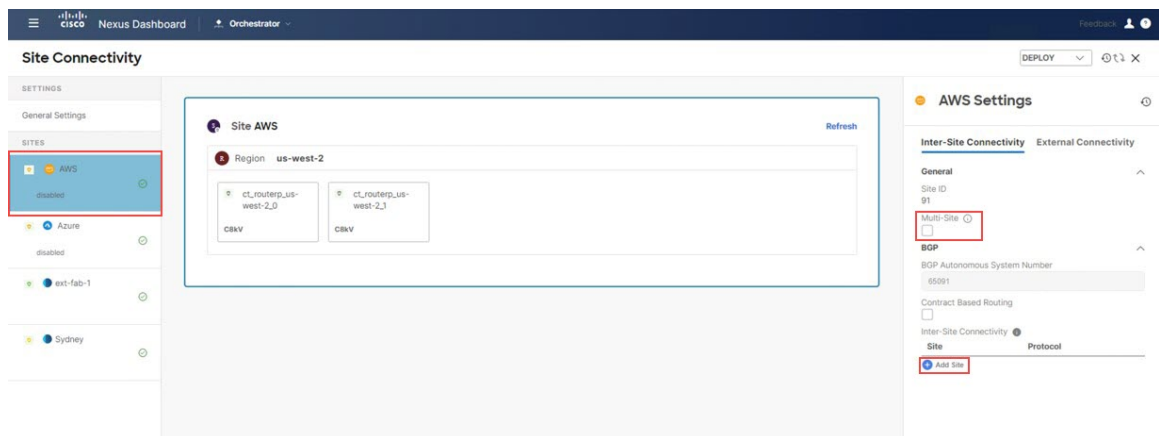 cisco Nexus Dashboard Orchestrator Feedback
Site Connectivity DEPLOY
SETTINGS
General Settings
SITES
AWS
disabled
Azure
disabled
ext-fab-1
Sydney
Site AWS Refresh
R Region us-west-2
ct_routerp_us-
west-2_0
C8kV
ct_routerp_us-
west-2_1
C8kV
AWS Settings
Inter-Site Connectivity External Connectivity
General
Site ID
91
Multi-Site
BGP
BGP Autonomous System Number
65091
Contract Based Routing
Inter-Site Connectivity
Site Protocol
Add Site